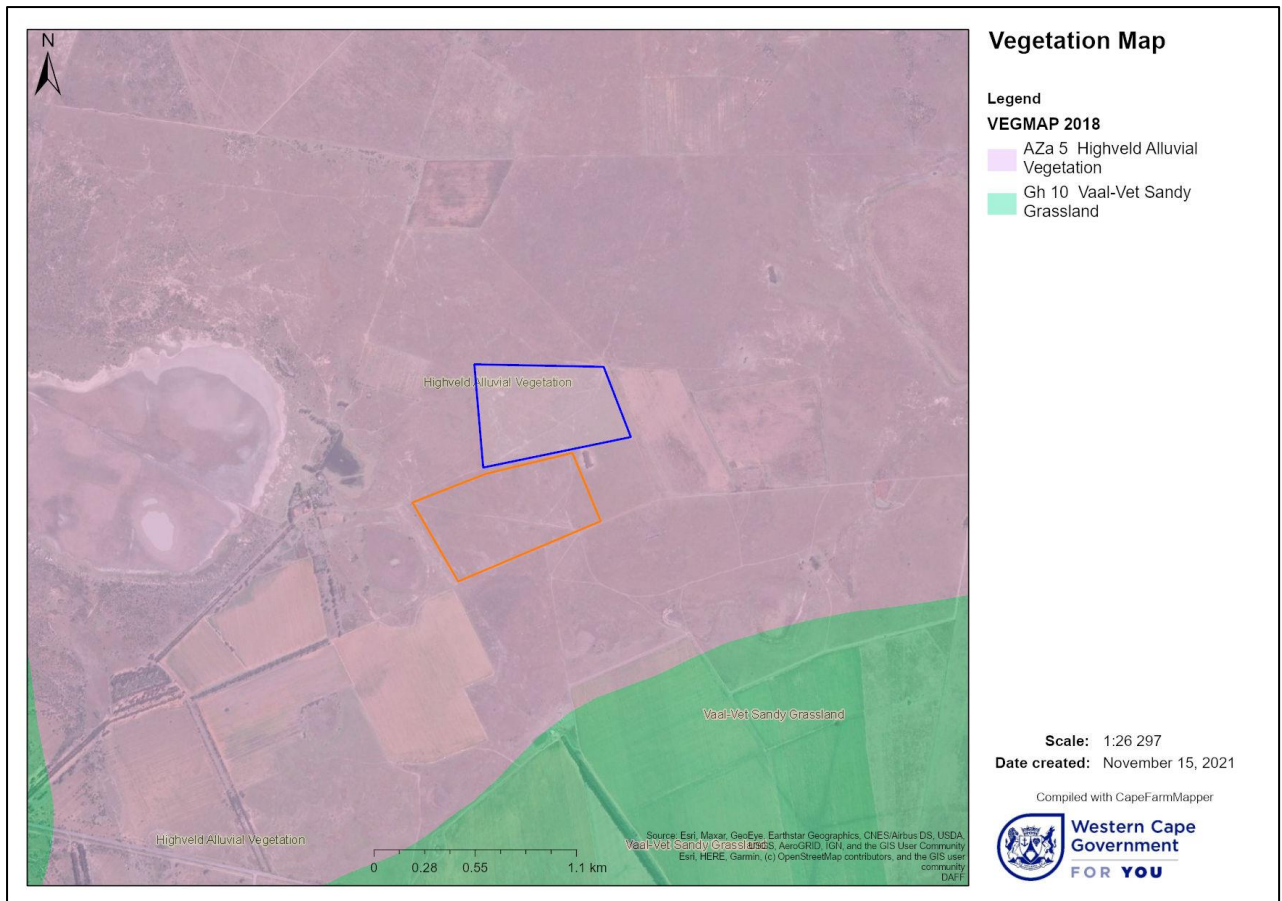 Vegetation Map
N
Legend
VEGMAP 2018
AZa 5 Highveld Alluvial
Vegetation
Gh 10 Vaal-Vet Sandy
Grassland
Highveld Alluvial Vegetation
Vaal-Vet Sandy Grassland
Highveld Alluvial Vegetation
Vaal-Vet Sandy Grassland
0 0.28 0.55 1.1 km
Source: Esri, Maxar, GeoEye, Earthstar Geographics, CNES/Airbus DS, USDA,
USGS, AeroGRID, IGN, and the GIS User Community
Esri, HERE, Garmin, (c) OpenStreetMap contributors, and the GIS user
community
DAFF
Scale: 1:26 297
Date created: November 15, 2021
Compiled with CapeFarmMapper
Western Cape
Government
FOR YOU